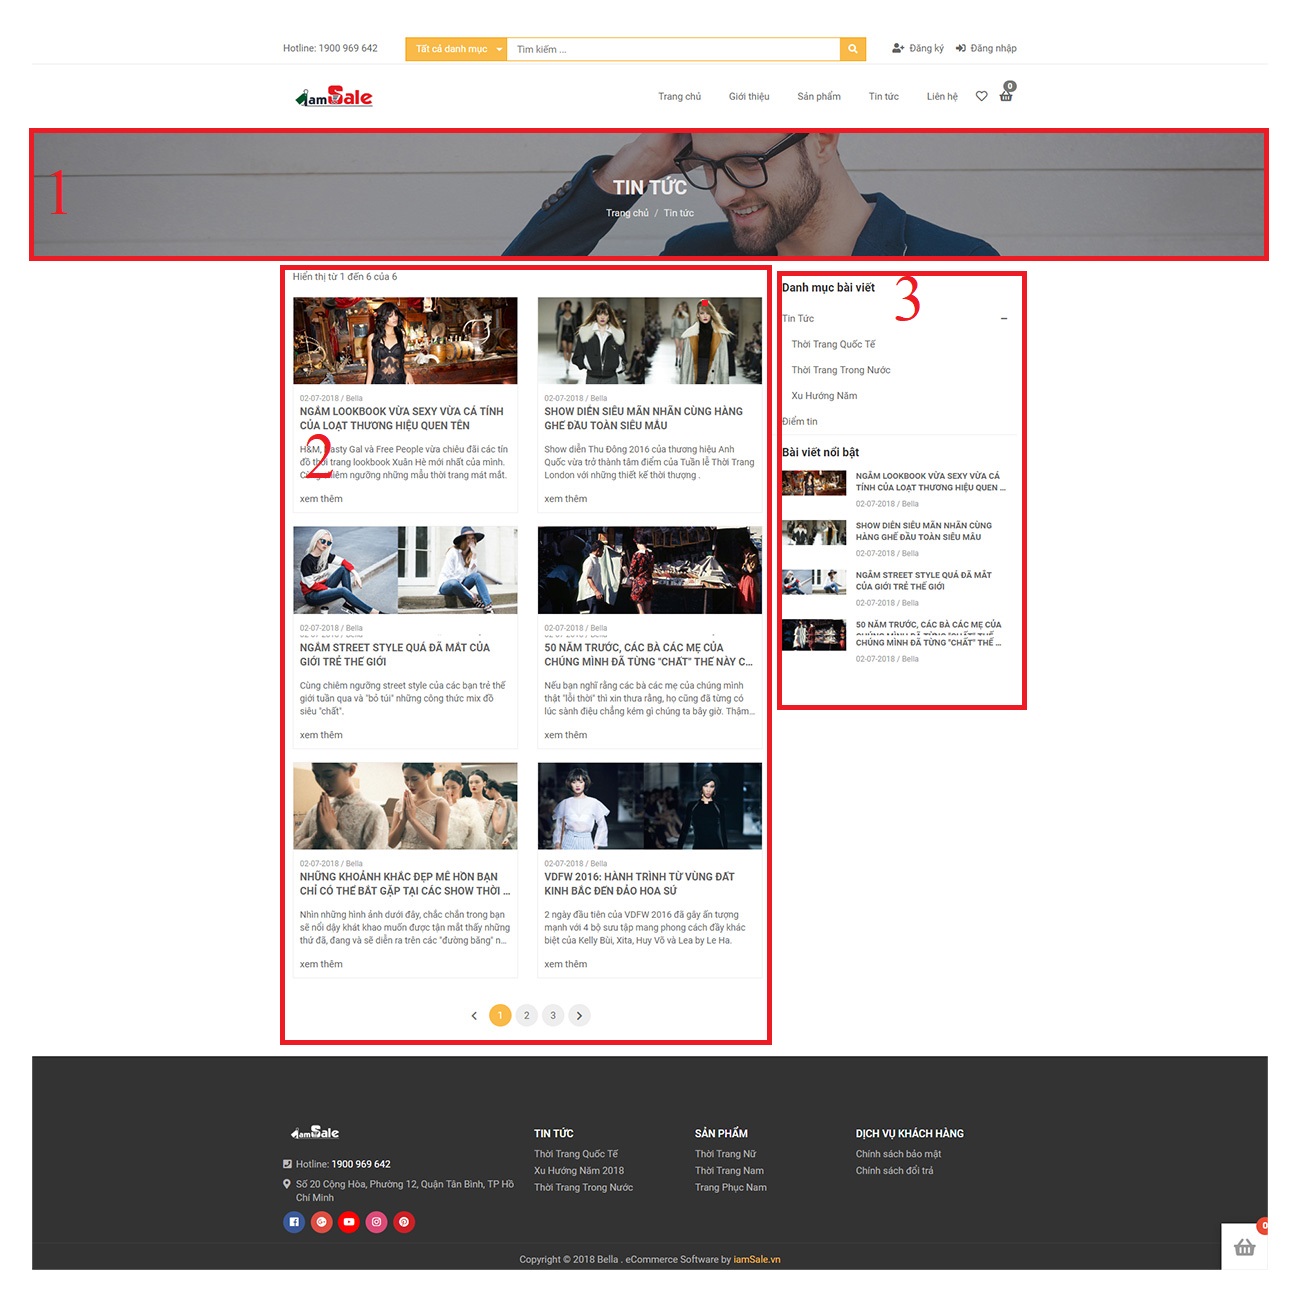 Hotline: 1900 969 642
Tất cả danh mục
Tìm kiếm ...
Đăng ký
Đăng nhập
iamSale
Trang chủ
Giới thiệu
Sản phẩm
Tin tức
Liên hệ
0
1
TIN TỨC
Trang chủ / Tin tức
Hiển thị từ 1 đến 6 của 6
2
02-07-2018 / Bella
NGẮM LOOKBOOK VỪA SEXY VỪA CÁ TÍNH
CỦA LOẠT THƯƠNG HIỆU QUEN TÊN
H&M, Nasty Gal và Free People vừa chiêu đãi các tín
đồ thời trang lookbook Xuân Hè mới nhất của mình.
Cùng chiêm ngưỡng những mẫu thời trang mát mắt.
xem thêm
02-07-2018 / Bella
SHOW DIỄN SIÊU MÃN NHÃN CÙNG HÀNG
GHẾ ĐẦU TOÀN SIÊU MẪU
Show diễn Thu Đông 2016 của thương hiệu Anh
Quốc vừa trở thành tâm điểm của Tuần lễ Thời Trang
London với những thiết kế thời thượng .
xem thêm
02-07-2018 / Bella
NGẮM STREET STYLE QUÁ ĐÃ MẮT CỦA
GIỚI TRẺ THẾ GIỚI
Cùng chiêm ngưỡng street style của các bạn trẻ thế
giới tuần qua và "bỏ túi" những công thức mix đồ
siêu "chất".
xem thêm
02-07-2018 / Bella
50 NĂM TRƯỚC, CÁC BÀ CÁC MẸ CỦA
CHÚNG MÌNH ĐÃ TỪNG "CHẤT" THẾ NÀY C...
Nếu bạn nghĩ rằng các bà các mẹ của chúng mình
thật "lỗi thời" thì xin thưa rằng, họ cũng đã từng có
lúc sành điệu chẳng kém gì chúng ta bây giờ. Thậm...
xem thêm
02-07-2018 / Bella
NHỮNG KHOẢNH KHẮC ĐẸP MÊ HỒN BẠN
CHỈ CÓ THỂ BẮT GẶP TẠI CÁC SHOW THỜI ...
Nhìn những hình ảnh dưới đây, chắc chắn trong bạn
sẽ nổi dậy khát khao muốn được tận mắt thấy những
thứ đã, đang và sẽ diễn ra trên các "đường băng" n...
xem thêm
02-07-2018 / Bella
VDFW 2016: HÀNH TRÌNH TỪ VÙNG ĐẤT
KINH BẮC ĐẾN ĐẢO HOA SỨ
2 ngày đầu tiên của VDFW 2016 đã gây ấn tượng
mạnh với 4 bộ sưu tập mang phong cách đầy khác
biệt của Kelly Bùi, Xita, Huy Võ và Lea by Le Ha.
xem thêm
1
2
3
Danh mục bài viết
3
Tin Tức
Thời Trang Quốc Tế
Thời Trang Trong Nước
Xu Hướng Năm
Điểm tin
Bài viết nổi bật
NGẮM LOOKBOOK VỪA SEXY VỪA CÁ
TÍNH CỦA LOẠT THƯƠNG HIỆU QUEN ...
02-07-2018 / Bella
SHOW DIỄN SIÊU MÃN NHÃN CÙNG
HÀNG GHẾ ĐẦU TOÀN SIÊU MẪU
02-07-2018 / Bella
NGẮM STREET STYLE QUÁ ĐÃ MẮT
CỦA GIỚI TRẺ THẾ GIỚI
02-07-2018 / Bella
50 NĂM TRƯỚC, CÁC BÀ CÁC MẸ CỦA
CHÚNG MÌNH ĐÃ TỪNG "CHẤT" THẾ ...
02-07-2018 / Bella
iamSale
Hotline: 1900 969 642
Số 20 Cộng Hòa, Phường 12, Quận Tân Bình, TP Hồ
Chí Minh
TIN TỨC
Thời Trang Quốc Tế
Xu Hướng Năm 2018
Thời Trang Trong Nước
SẢN PHẨM
Thời Trang Nữ
Thời Trang Nam
Trang Phục Nam
DỊCH VỤ KHÁCH HÀNG
Chính sách bảo mật
Chính sách đổi trả
0
Copyright © 2018 Bella . eCommerce Software by iamSale.vn